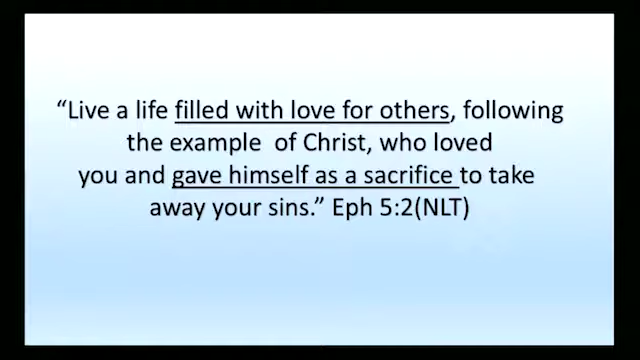 “Live a life filled with love for others, following
the example  of Christ, who loved
you and gave himself as a sacrifice to take
away your sins.” Eph 5:2(NLT)